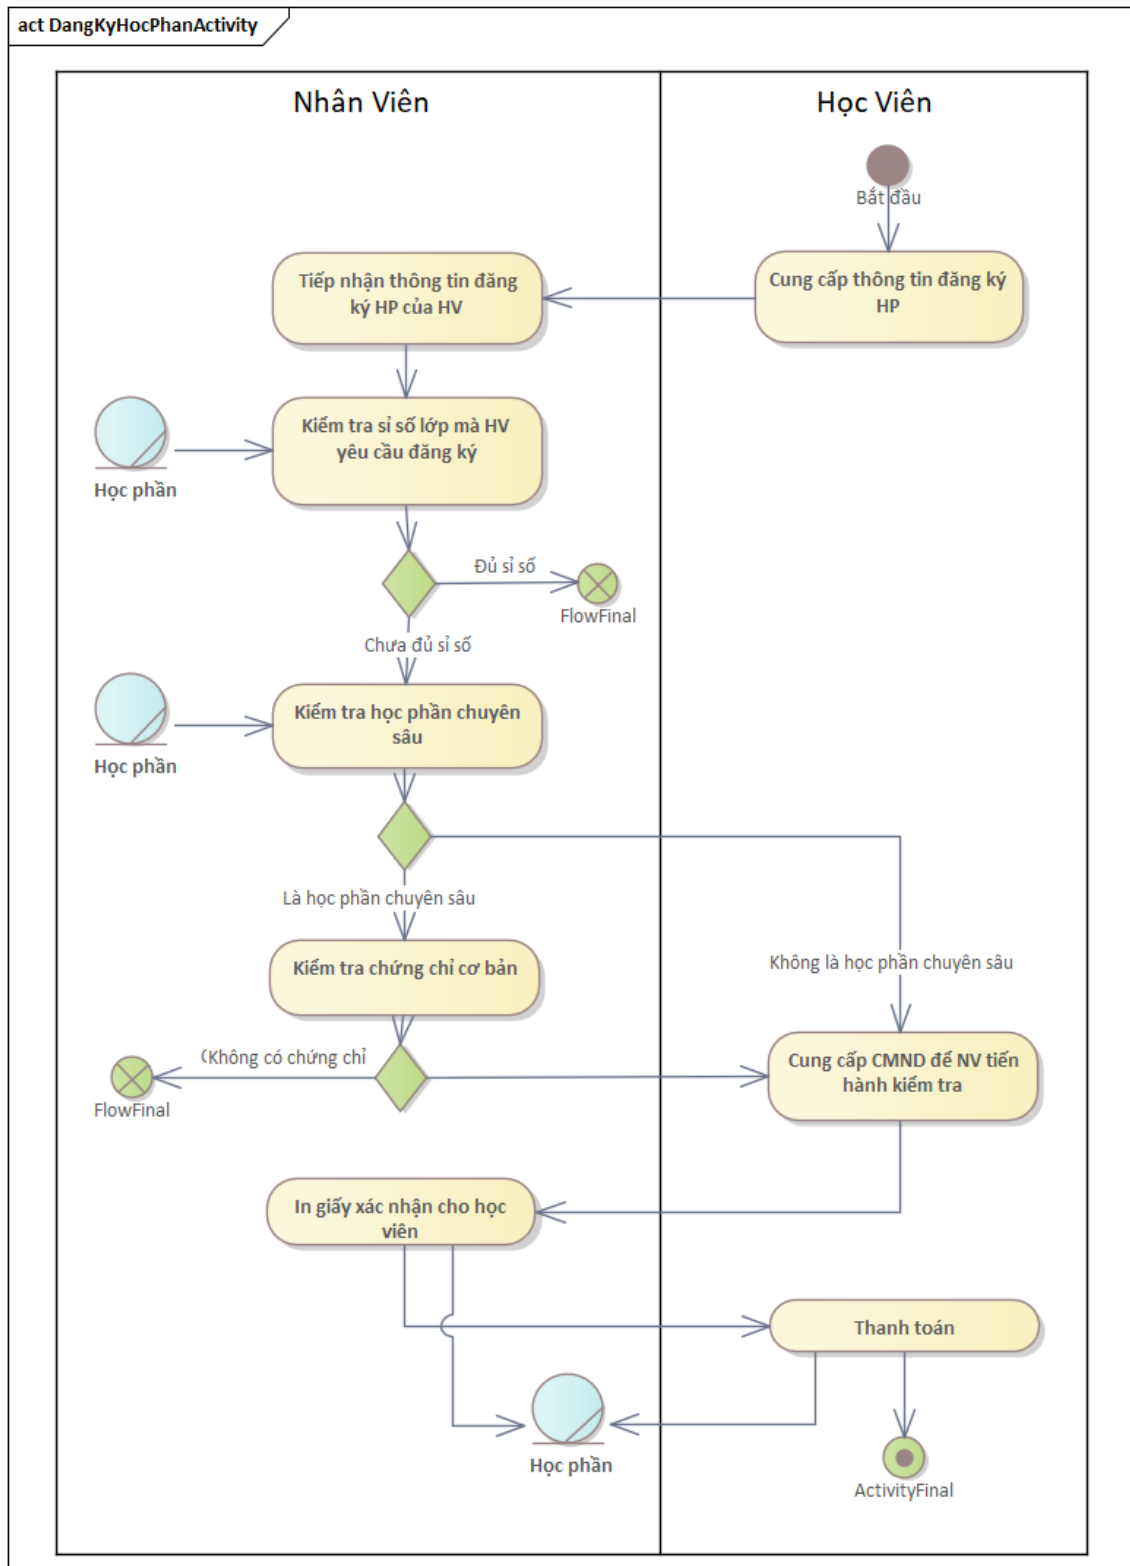 act DangKyHocPhanActivity
Nhân Viên
Học Viên
Bắt đầu
Tiếp nhận thông tin đăng
ký HP của HV
Cung cấp thông tin đăng ký
HP
Kiểm tra sỉ số lớp mà HV
yêu cầu đăng ký
Học phần
Đủ sỉ số
FlowFinal
Chưa đủ sỉ số
Kiểm tra học phần chuyên
sâu
Học phần
Là học phần chuyên sâu
Kiểm tra chứng chỉ cơ bản
Không là học phần chuyên sâu
Không có chứng chỉ
FlowFinal
Cung cấp CMND để NV tiến
hành kiểm tra
In giấy xác nhận cho học
viên
Thanh toán
Học phần
ActivityFinal